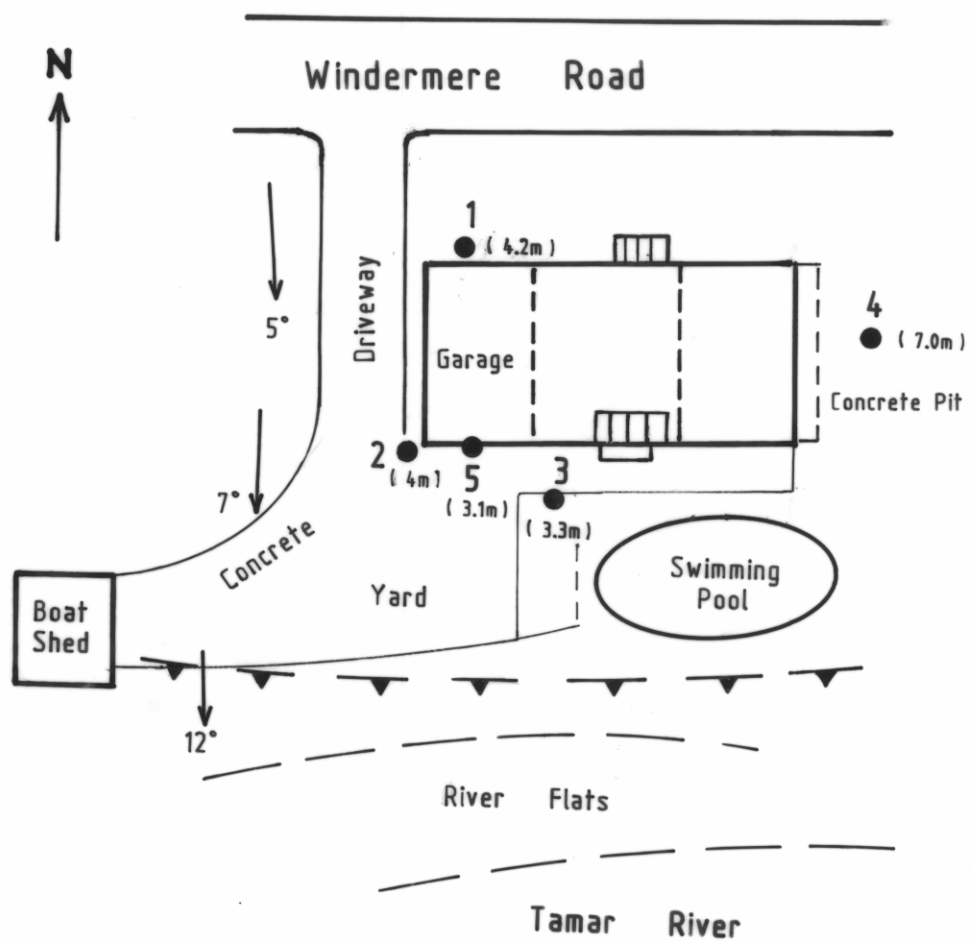 N
Windermere Road
1
( 4.2m )
5°
Driveway
Garage
4
( 7.0m )
Concrete Pit
2
( 4m )
5
( 3.1m )
3
( 3.3m )
7°
Concrete
Yard
Swimming
Pool
Boat
Shed
12°
River Flats
Tamar River